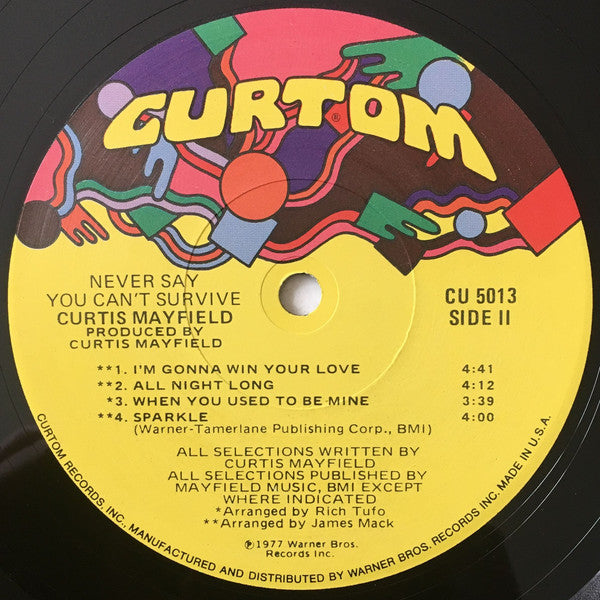 CURTOM
®
NEVER SAY
YOU CAN'T SURVIVE
CURTIS MAYFIELD
PRODUCED BY
CURTIS MAYFIELD
CU 5013
SIDE II
**1. I'M GONNA WIN YOUR LOVE 4:41
**2. ALL NIGHT LONG 4:12
*3. WHEN YOU USED TO BE MINE 3:39
**4. SPARKLE 4:00
(Warner-Tamerlane Publishing Corp., BMI)
ALL SELECTIONS WRITTEN BY
CURTIS MAYFIELD
ALL SELECTIONS PUBLISHED BY
MAYFIELD MUSIC, BMI EXCEPT
WHERE INDICATED
*Arranged by Rich Tufo
**Arranged by James Mack
℗1977 Warner Bros.
Records Inc.
CURTOM RECORDS, INC., MANUFACTURED AND DISTRIBUTED BY WARNER BROS. RECORDS INC. MADE IN U.S.A.